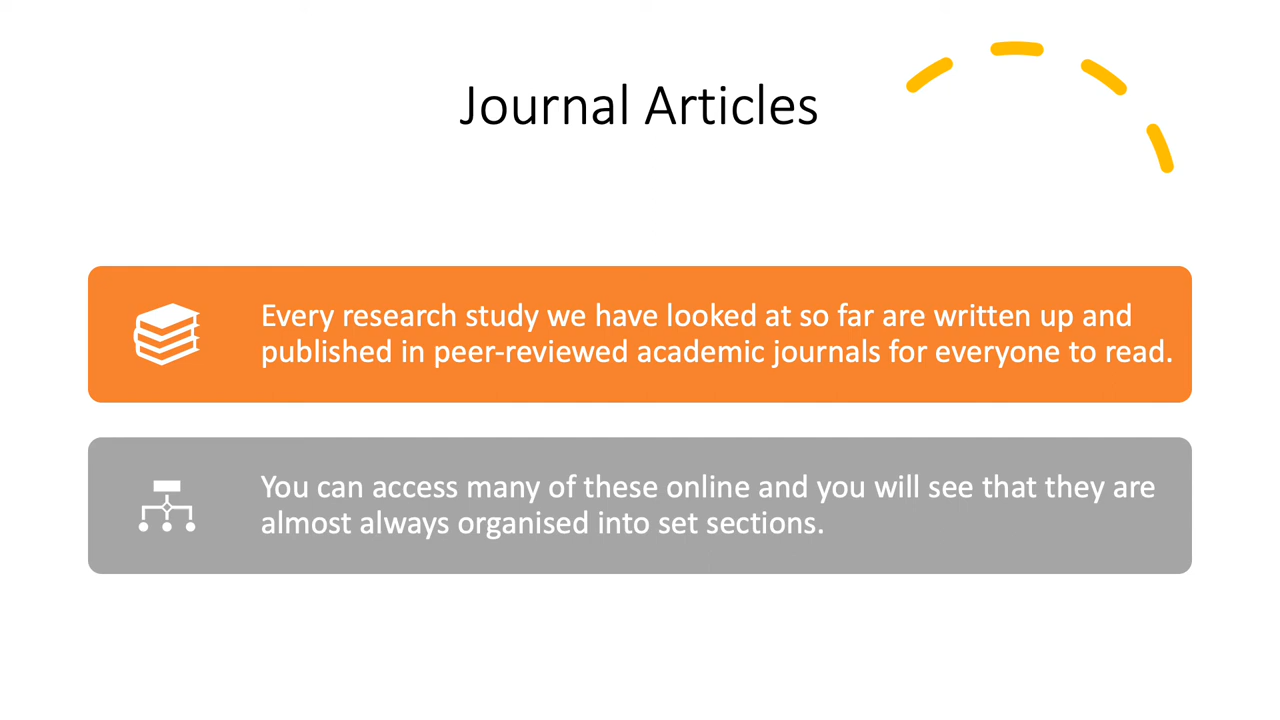 Journal Articles
Every research study we have looked at so far are written up and
published in peer-reviewed academic journals for everyone to read.
You can access many of these online and you will see that they are
almost always organised into set sections.